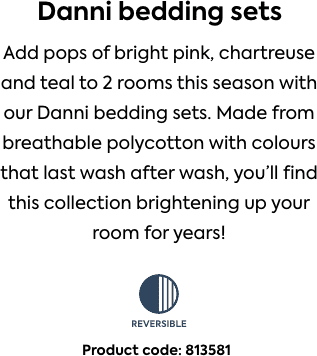 Danni bedding sets
Add pops of bright pink, chartreuse
and teal to 2 rooms this season with
our Danni bedding sets. Made from
breathable polycotton with colours
that last wash after wash, you’ll find
this collection brightening up your
room for years!
REVERSIBLE
Product code: 813581